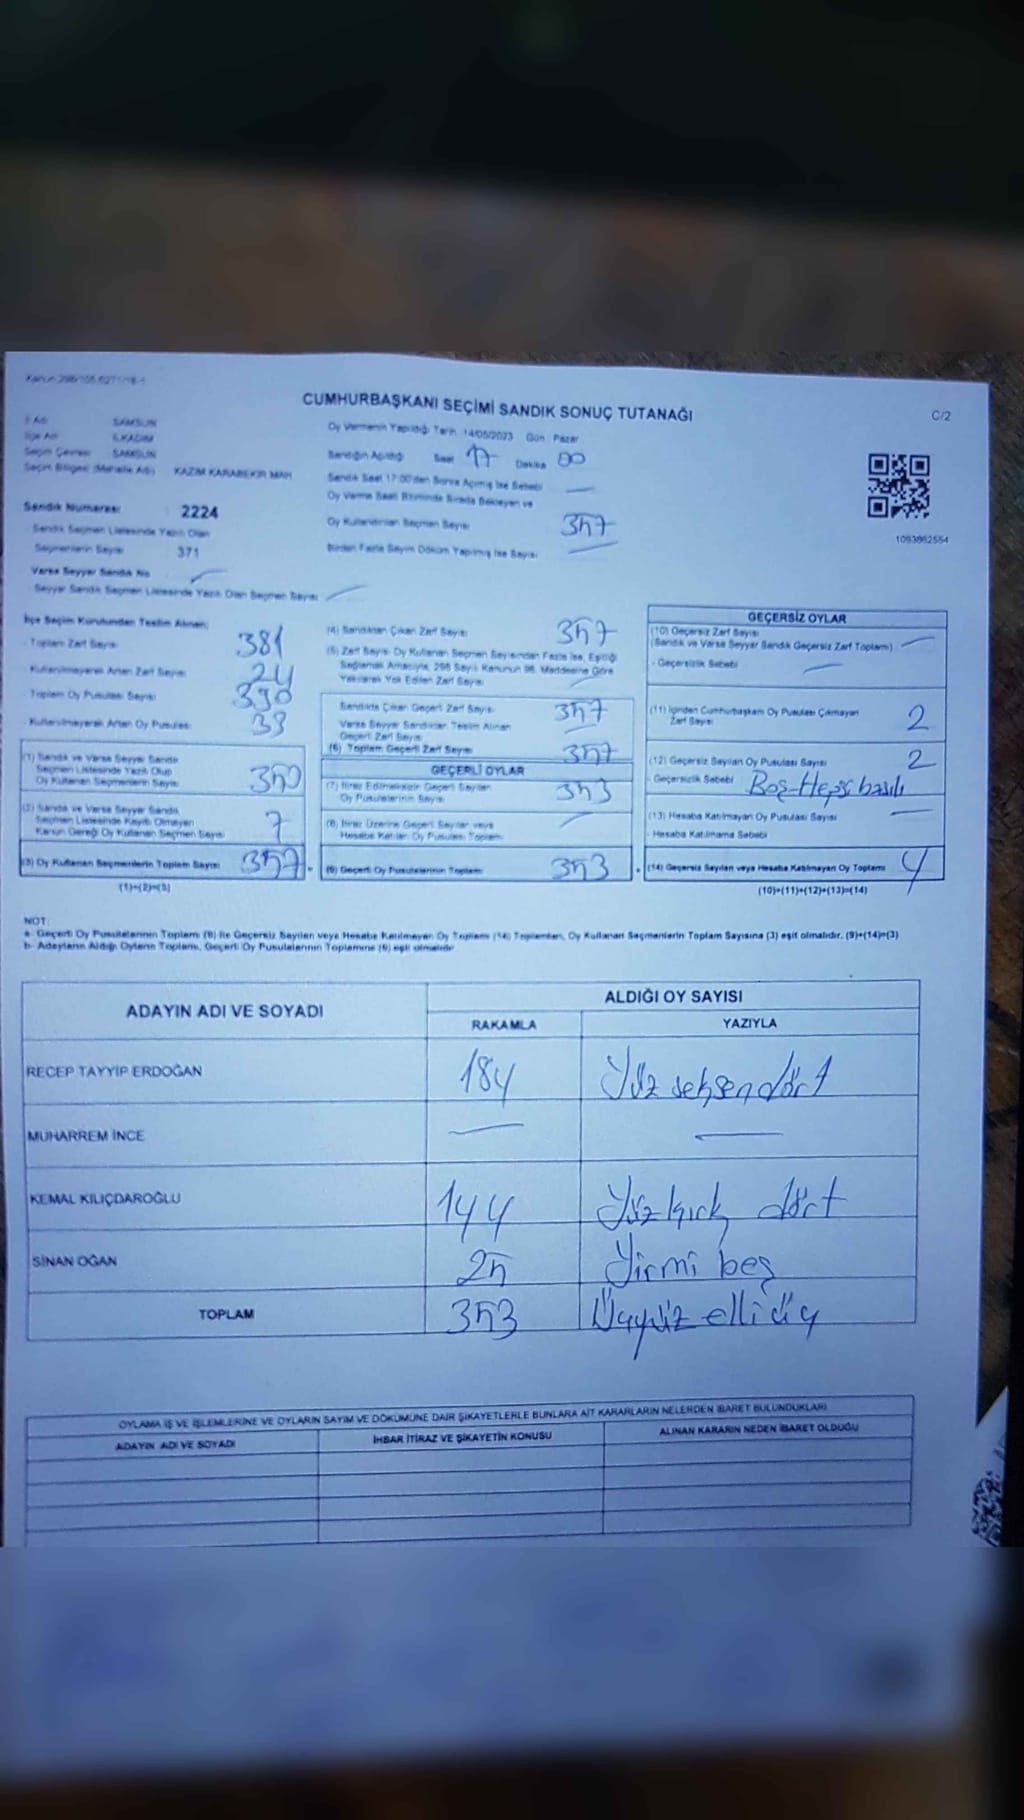 CUMHURBAŞKANI SEÇİMİ SANDIK SONUÇ TUTANAĞI
C/2
İl Adı SAMSUN
İlçe Adı İLKADIM
Seçim Çevresi SAMSUN
Seçim Bölgesi (Mahalle Adı) KAZIM KARABEKİR MAH
Sandık Numarası 2224
Sandık Seçmen Listesinde Yazılı Olan
Seçmenlerin Sayısı 371
Varsa Seyyar Sandık No
Seyyar Sandık Seçmen Listesinde Yazılı Olan Seçmen Sayısı
Oy Vermenin Yapıldığı Tarih 14/05/2023 Gün Pazar
Sandığın Açıldığı Saat 17 Dakika 00
Sandık Saat 17:00'den Sonra Açılmış İse Sebebi
Oy Verme Saati Bitiminde Sırada Bekleyen ve
Oy Kullandırılan Seçmen Sayısı 357
Birden Fazla Sayım Döküm Yapılmış İse Sayısı
1093862554
İlçe Seçim Kurulundan Teslim Alınan;
Toplam Zarf Sayısı 381
Kullanılmayarak Artan Zarf Sayısı 24
Toplam Oy Pusulası Sayısı 390
Kullanılmayarak Artan Oy Pusulası 33
(1) Sandık ve Varsa Seyyar Sandık
Seçmen Listesinde Yazılı Olup
Oy Kullanan Seçmenlerin Sayısı 350
(2) Sandık ve Varsa Seyyar Sandık
Seçmen Listesinde Kayıtlı Olmayan
Kanun Gereği Oy Kullanan Seçmen Sayısı 7
(3) Oy Kullanan Seçmenlerin Toplam Sayısı 357
(1)+(2)=(3)
(4) Sandıktan Çıkan Zarf Sayısı 357
(5) Zarf Sayısı Oy Kullanan Seçmen Sayısından Fazla İse, Eşitliği
Sağlamak Amacıyla, 298 Sayılı Kanunun 98. Maddesine Göre
Yakılarak Yok Edilen Zarf Sayısı
Sandıkta Çıkan Geçerli Zarf Sayısı 357
Varsa Seyyar Sandıktan Teslim Alınan
Geçerli Zarf Sayısı
(6) Toplam Geçerli Zarf Sayısı 357
GEÇERLİ OYLAR
(7) İtiraz Edilmeksizin Geçerli Sayılan
Oy Pusulalarının Sayısı 353
(8) İtiraz Üzerine Geçerli Sayılan veya
Hesaba Katılan Oy Pusulası Toplamı
(9) Geçerli Oy Pusulalarının Toplamı 353
GEÇERSİZ OYLAR
(10) Geçersiz Zarf Sayısı
(Sandık ve Varsa Seyyar Sandık Geçersiz Zarf Toplamı)
- Geçersizlik Sebebi
(11) İçinden Cumhurbaşkanı Oy Pusulası Çıkmayan
Zarf Sayısı 2
(12) Geçersiz Sayılan Oy Pusulası Sayısı 2
- Geçersizlik Sebebi Boş-Hepsi basılı
(13) Hesaba Katılmayan Oy Pusulası Sayısı
- Hesaba Katılmama Sebebi
(14) Geçersiz Sayılan veya Hesaba Katılmayan Oy Toplamı 4
(10)+(11)+(12)+(13)=(14)
NOT:
a- Geçerli Oy Pusulalarının Toplamı (9) ile Geçersiz Sayılan veya Hesaba Katılmayan Oy Toplamı (14) Toplamları, Oy Kullanan Seçmenlerin Toplam Sayısına (3) eşit olmalıdır. (9)+(14)=(3)
b- Adayların Aldığı Oyların Toplamı, Geçerli Oy Pusulalarının Toplamına (9) eşit olmalıdır
ADAYIN ADI VE SOYADI ALDIĞI OY SAYISI
RAKAMLA YAZIYLA
RECEP TAYYİP ERDOĞAN 184 Yüz seksen dört
MUHARREM İNCE
KEMAL KILIÇDAROĞLU 144 Yüz kırk dört
SİNAN OĞAN 25 Yirmi beş
TOPLAM 353 Üçyüz elli üç
OYLAMA İŞ VE İŞLEMLERİNE VE OYLARIN SAYIM VE DÖKÜMÜNE DAİR ŞİKAYETLERLE BUNLARA AİT KARARLARIN NELERDEN İBARET BULUNDUKLARI
ADAYIN ADI VE SOYADI İHBAR İTİRAZ VE ŞİKAYETİN KONUSU ALINAN KARARIN NEDEN İBARET OLDUĞU